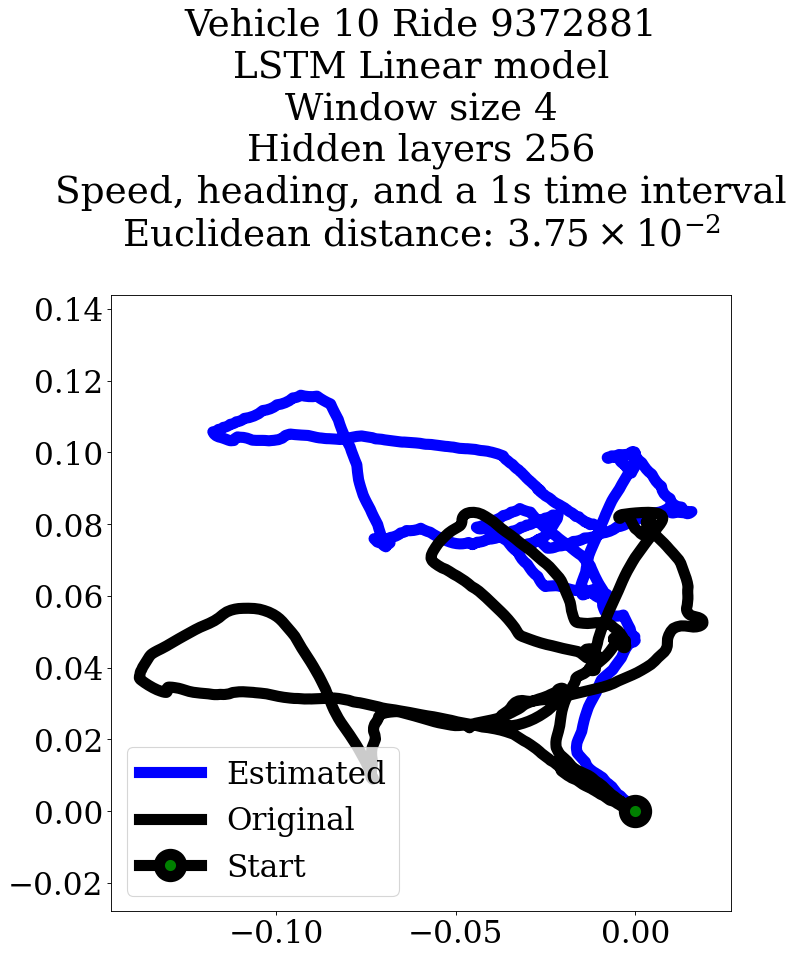 Vehicle 10 Ride 9372881
LSTM Linear model
Window size 4
Hidden layers 256
Speed, heading, and a 1s time interval
Euclidean distance: 3.75 × 10⁻²
0.14
0.12
0.10
0.08
0.06
0.04
0.02
0.00
−0.02
Estimated
Original
Start
−0.10
−0.05
0.00